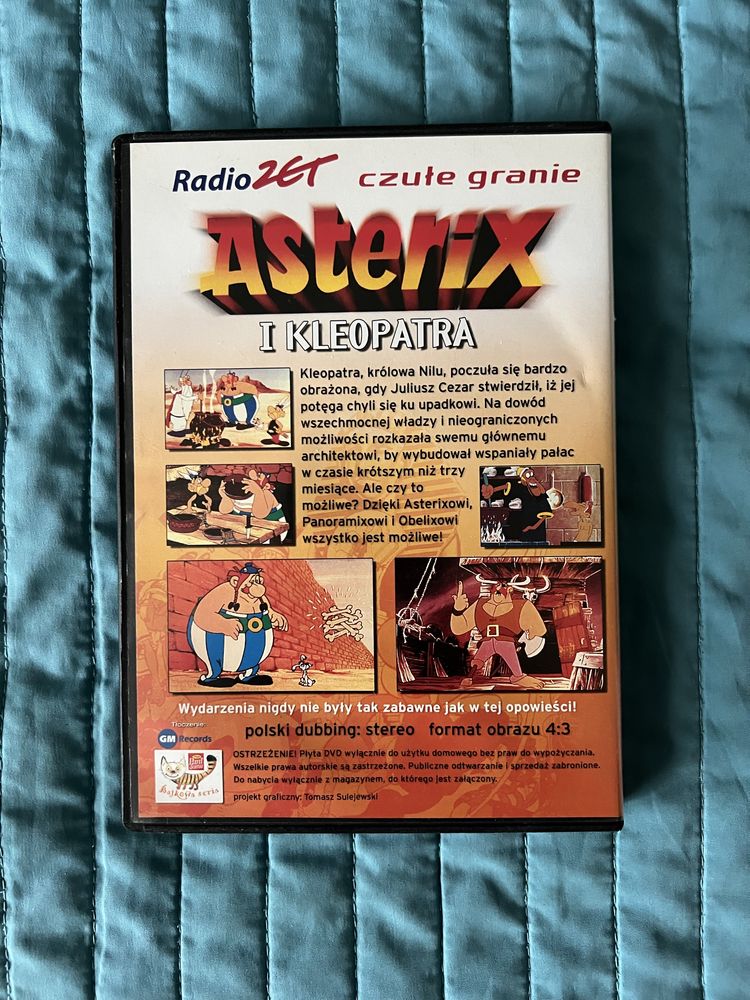 Radio ZET czułe granie
Asterix
I KLEOPATRA
Kleopatra, królowa Nilu, poczuła się bardzo
obrażona, gdy Juliusz Cezar stwierdził, iż jej
potęga chyli się ku upadkowi. Na dowód
wszechmocnej władzy i nieograniczonych
możliwości rozkazała swemu głównemu
architektowi, by wybudował wspaniały pałac
w czasie krótszym niż trzy
miesiące. Ale czy to
możliwe? Dzięki Asterixowi,
Panoramixowi i Obelixowi
wszystko jest możliwe!
Wydarzenia nigdy nie były tak zabawne jak w tej opowieści!
Tłoczenie:
GM Records
polski dubbing: stereo format obrazu 4:3
OSTRZEŻENIE! Płyta DVD wyłącznie do użytku domowego bez praw do wypożyczania.
Wszelkie prawa autorskie są zastrzeżone. Publiczne odtwarzanie i sprzedaż zabronione.
Do nabycia wyłącznie z magazynem, do którego jest załączony.
projekt graficzny: Tomasz Sulejewski
Bajkowa seria